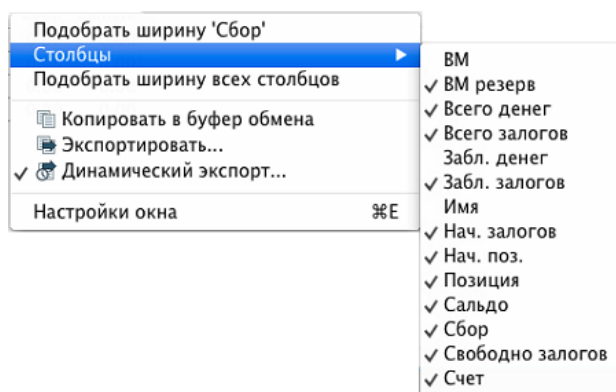 Подобрать ширину 'Сбор'
Столбцы
Подобрать ширину всех столбцов
Копировать в буфер обмена
Экспортировать...
Динамический экспорт...
Настройки окна ⌘E
ВМ
ВМ резерв
Всего денег
Всего залогов
Забл. денег
Забл. залогов
Имя
Нач. залогов
Нач. поз.
Позиция
Сальдо
Сбор
Свободно залогов
Счет